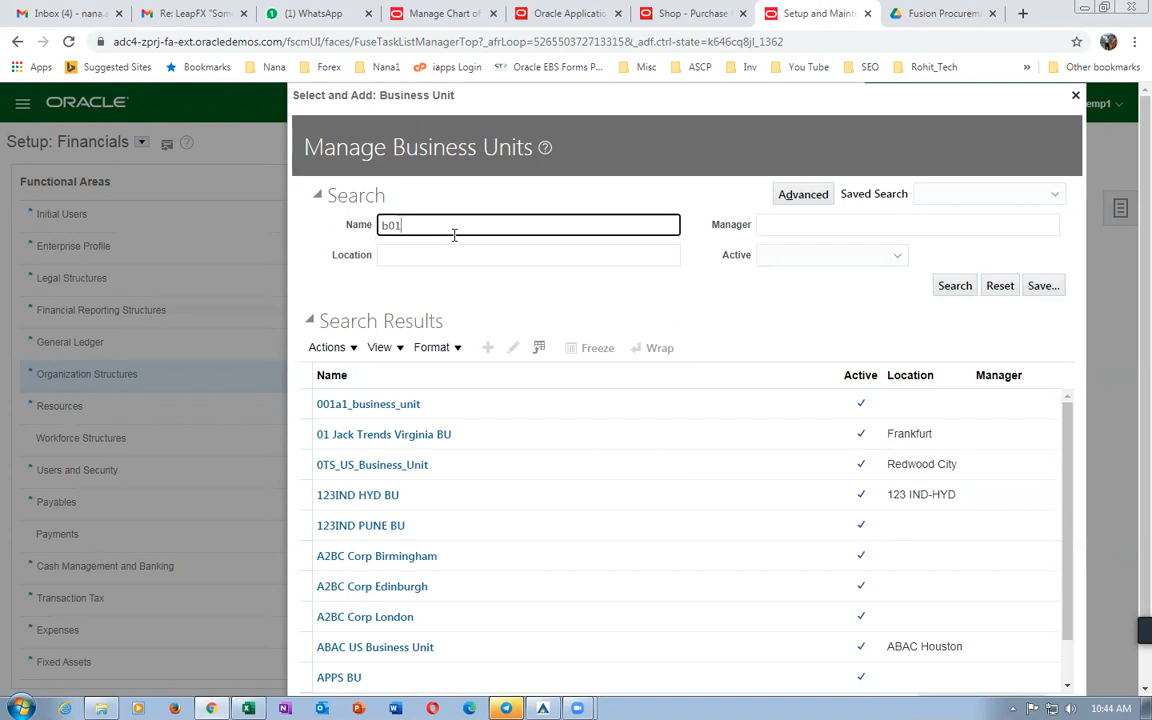 Inbox (4) - nana.a
Re: LeapFX "Som
(1) WhatsApp
Manage Chart of
Oracle Applicatio
Shop - Purchase
Setup and Mainte
Fusion Procurem
adc4-zprj-fa-ext.oracledemos.com/fscmUI/faces/FuseTaskListManagerTop?_afrLoop=526550372713315&_adf.ctrl-state=k646cq8jl_1362
Apps
Suggested Sites
Bookmarks
Nana
Forex
Nana1
iapps Login
Oracle EBS Forms P...
Misc
ASCP
Inv
You Tube
SEO
Rohit_Tech
»
Other bookmarks
ORACLE
emp1
Setup: Financials
Functional Areas
* Initial Users
* Enterprise Profile
* Legal Structures
* Financial Reporting Structures
* General Ledger
* Organization Structures
* Resources
Workforce Structures
* Users and Security
* Payables
Payments
* Cash Management and Banking
* Transaction Tax
* Expenses
* Fixed Assets
Select and Add: Business Unit
Manage Business Units
Search
Advanced
Saved Search
Name b01
Manager
Location
Active
Search
Reset
Save...
Search Results
Actions
View
Format
Freeze
Wrap
Name Active Location Manager
001a1_business_unit
01 Jack Trends Virginia BU Frankfurt
0TS_US_Business_Unit Redwood City
123IND HYD BU 123 IND-HYD
123IND PUNE BU
A2BC Corp Birmingham
A2BC Corp Edinburgh
A2BC Corp London
ABAC US Business Unit ABAC Houston
APPS BU
10:44 AM